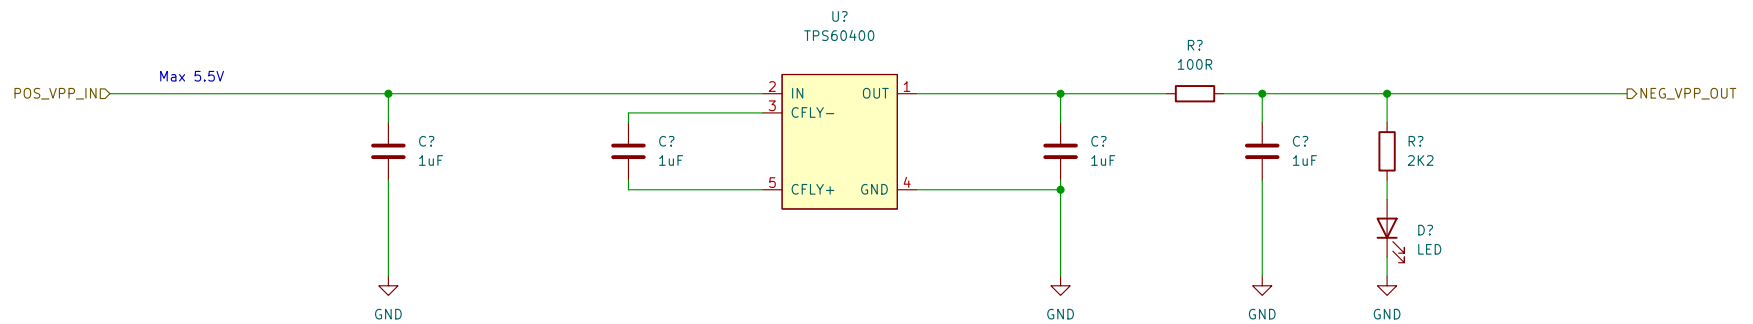 U?
TPS60400
R?
100R
Max 5.5V
POS_VPP_IN
2
IN
OUT
1
NEG_VPP_OUT
3
CFLY-
C?
1uF
C?
1uF
C?
1uF
C?
1uF
R?
2K2
5
CFLY+
GND
4
D?
LED
GND
GND
GND
GND